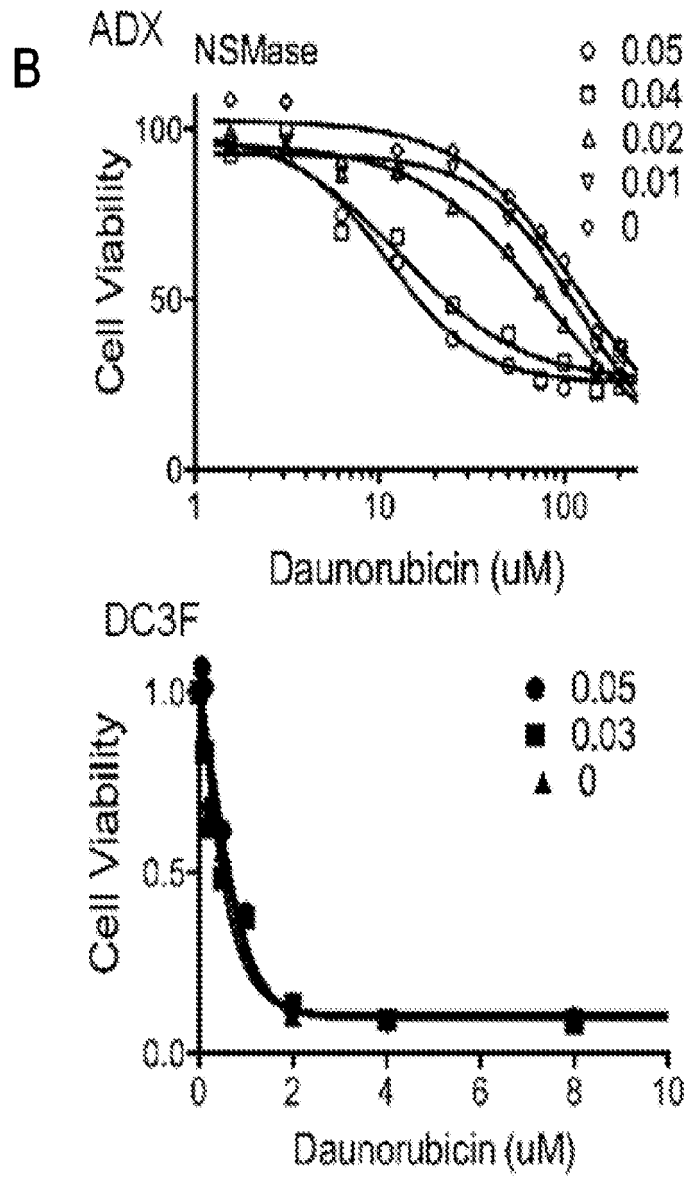 B
ADX
NSMase
0.05
0.04
0.02
0.01
0
100
50
0
Cell Viability
1 10 100
Daunorubicin (uM)
DC3F
0.05
0.03
0
1.0
0.5
0.0
Cell Viability
0 2 4 6 8 10
Daunorubicin (uM)